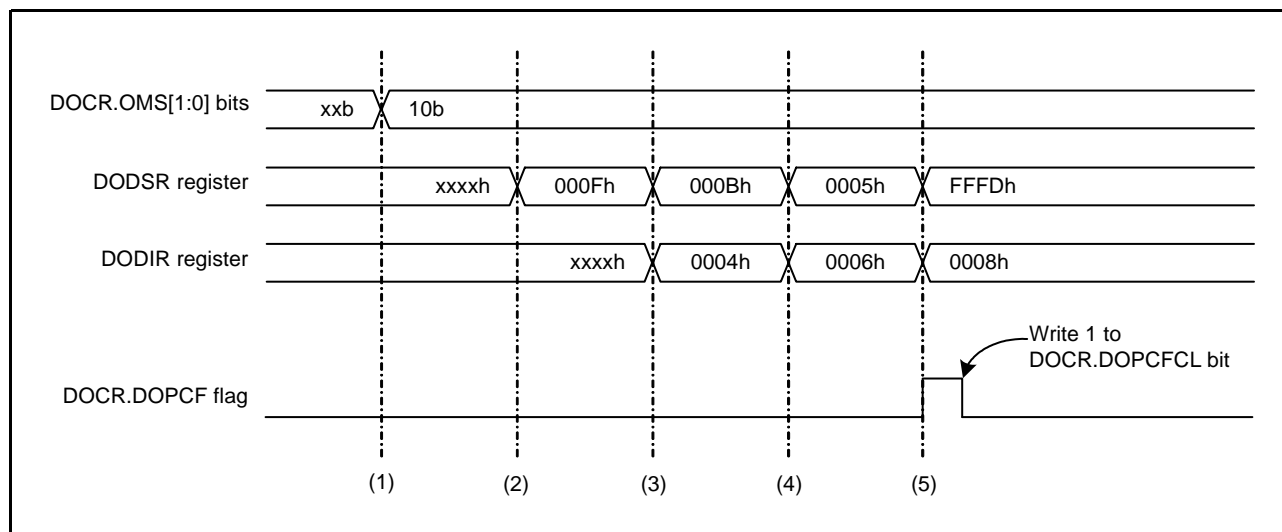 DOCR.OMS[1:0] bits
xxb
10b
DODSR register
xxxxh
000Fh
000Bh
0005h
FFFDh
DODIR register
xxxxh
0004h
0006h
0008h
Write 1 to
DOCR.DOPCFCL bit
DOCR.DOPCF flag
(1)
(2)
(3)
(4)
(5)